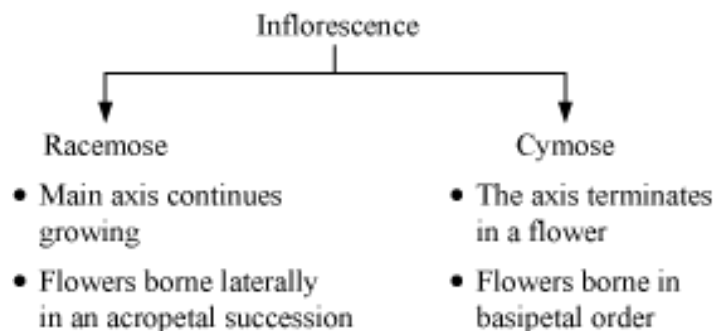 Inflorescence
Racemose
• Main axis continues
growing
• Flowers borne laterally
in an acropetal succession
Cymose
• The axis terminates
in a flower
• Flowers borne in
basipetal order